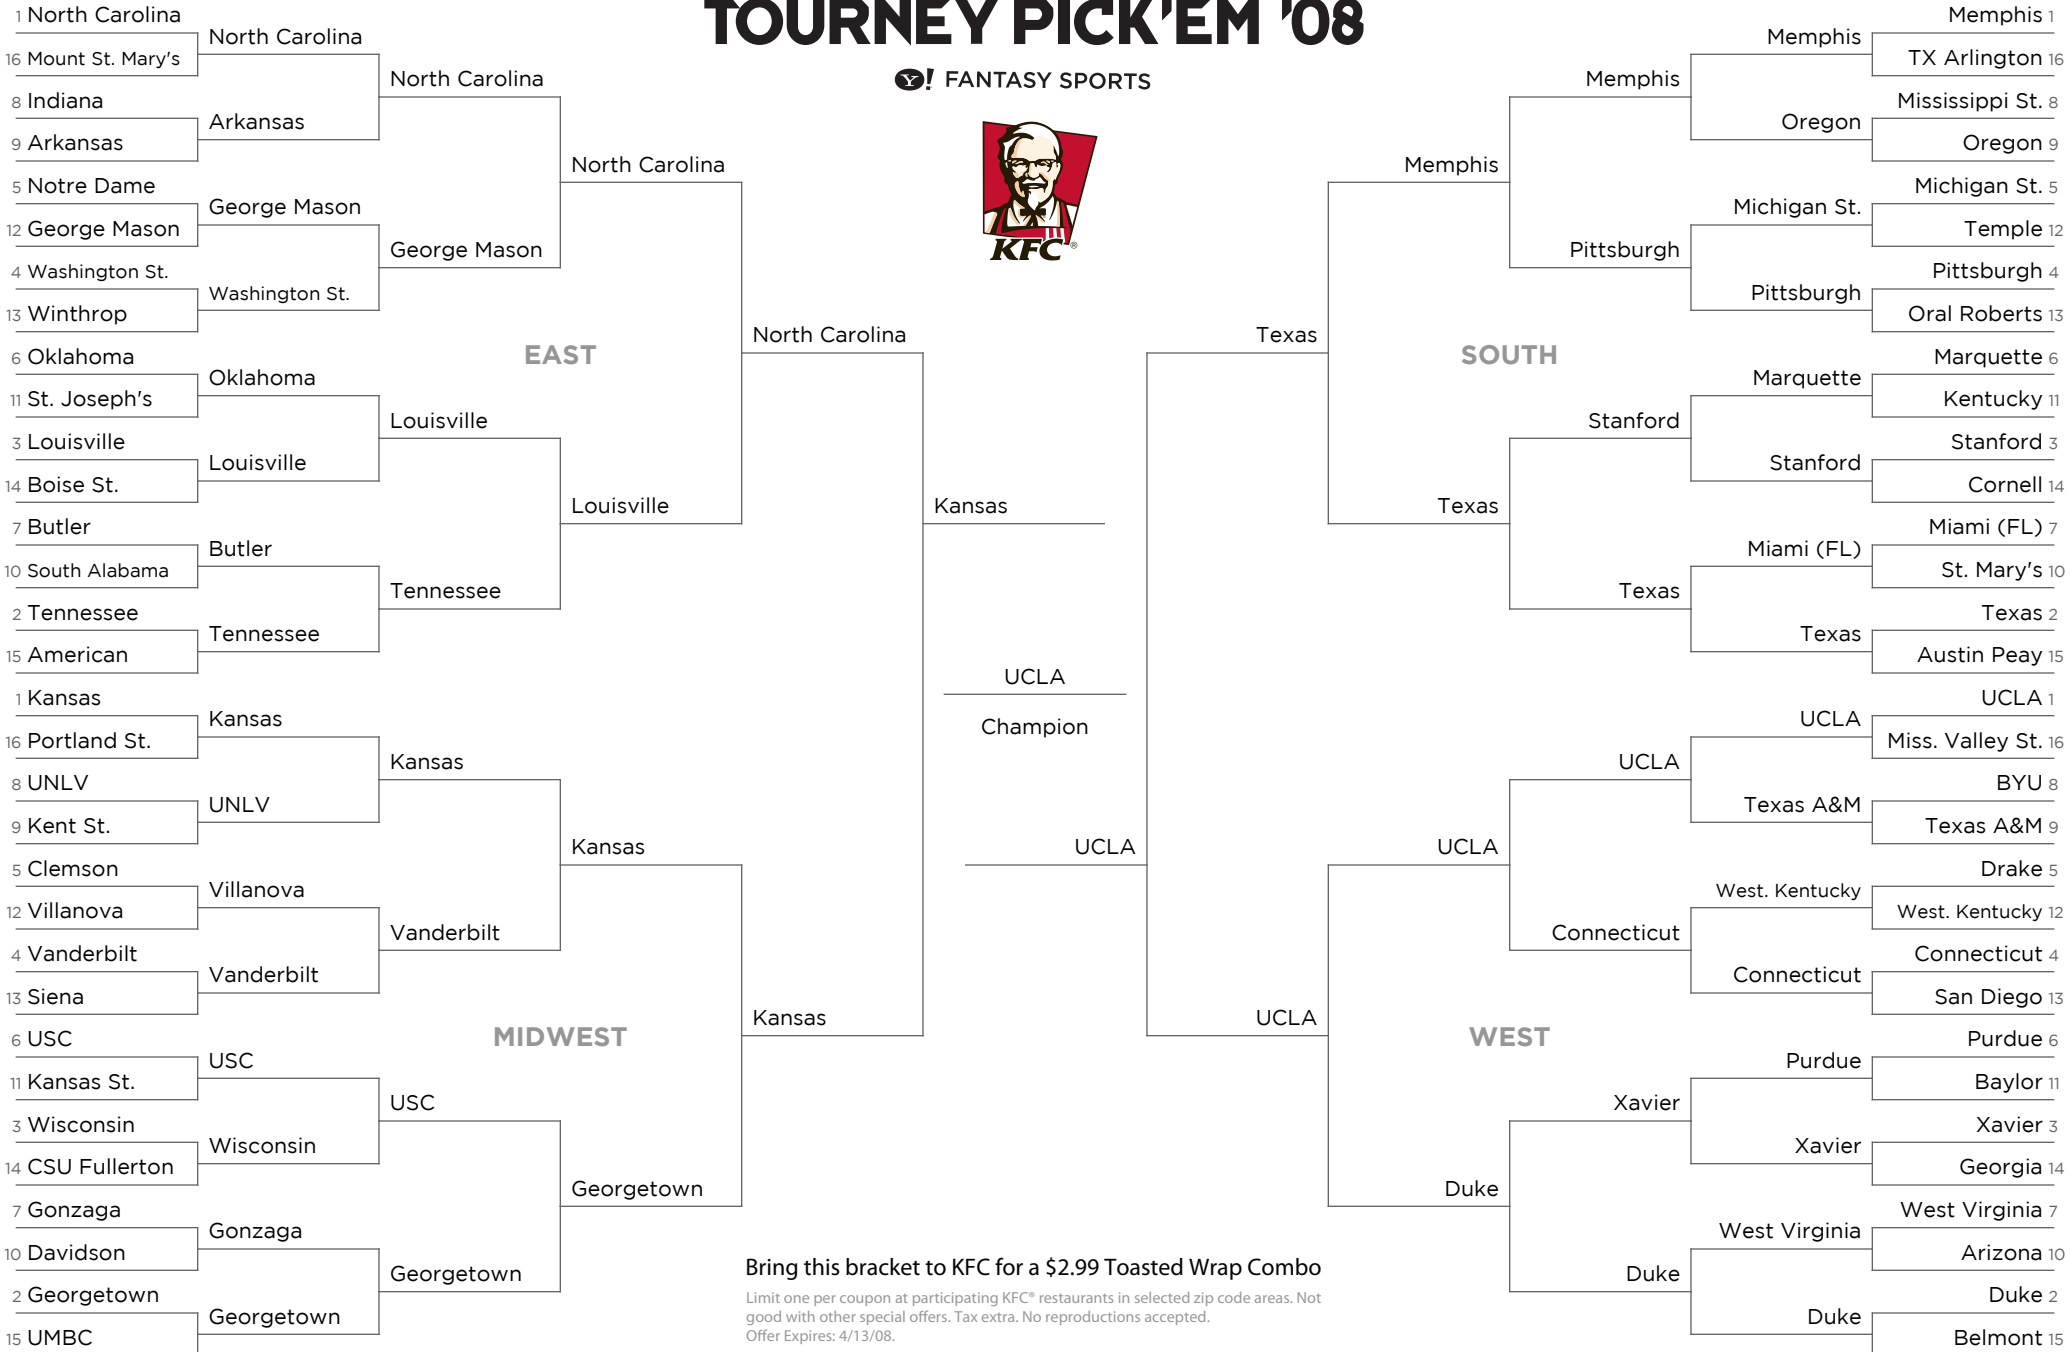 TOURNEY PICK'EM '08
Y! FANTASY SPORTS
KFC®
1 North Carolina
16 Mount St. Mary's
8 Indiana
9 Arkansas
5 Notre Dame
12 George Mason
4 Washington St.
13 Winthrop
6 Oklahoma
11 St. Joseph's
3 Louisville
14 Boise St.
7 Butler
10 South Alabama
2 Tennessee
15 American
North Carolina
Arkansas
George Mason
Washington St.
Oklahoma
Louisville
Butler
Tennessee
North Carolina
George Mason
Louisville
Tennessee
North Carolina
Louisville
North Carolina
EAST
1 Kansas
16 Portland St.
8 UNLV
9 Kent St.
5 Clemson
12 Villanova
4 Vanderbilt
13 Siena
6 USC
11 Kansas St.
3 Wisconsin
14 CSU Fullerton
7 Gonzaga
10 Davidson
2 Georgetown
15 UMBC
Kansas
UNLV
Villanova
Vanderbilt
USC
Wisconsin
Gonzaga
Georgetown
Kansas
Vanderbilt
USC
Georgetown
Kansas
Georgetown
Kansas
MIDWEST
Kansas
UCLA
Champion
UCLA
Texas
SOUTH
Memphis
Texas
Memphis
Pittsburgh
Stanford
Texas
Memphis
Oregon
Michigan St.
Pittsburgh
Marquette
Stanford
Miami (FL)
Texas
Memphis 1
TX Arlington 16
Mississippi St. 8
Oregon 9
Michigan St. 5
Temple 12
Pittsburgh 4
Oral Roberts 13
Marquette 6
Kentucky 11
Stanford 3
Cornell 14
Miami (FL) 7
St. Mary's 10
Texas 2
Austin Peay 15
UCLA
WEST
UCLA
Duke
UCLA
Connecticut
Xavier
Duke
UCLA
Texas A&M
West. Kentucky
Connecticut
Purdue
Xavier
West Virginia
Duke
UCLA 1
Miss. Valley St. 16
BYU 8
Texas A&M 9
Drake 5
West. Kentucky 12
Connecticut 4
San Diego 13
Purdue 6
Baylor 11
Xavier 3
Georgia 14
West Virginia 7
Arizona 10
Duke 2
Belmont 15
Bring this bracket to KFC for a $2.99 Toasted Wrap Combo
Limit one per coupon at participating KFC® restaurants in selected zip code areas. Not
good with other special offers. Tax extra. No reproductions accepted.
Offer Expires: 4/13/08.